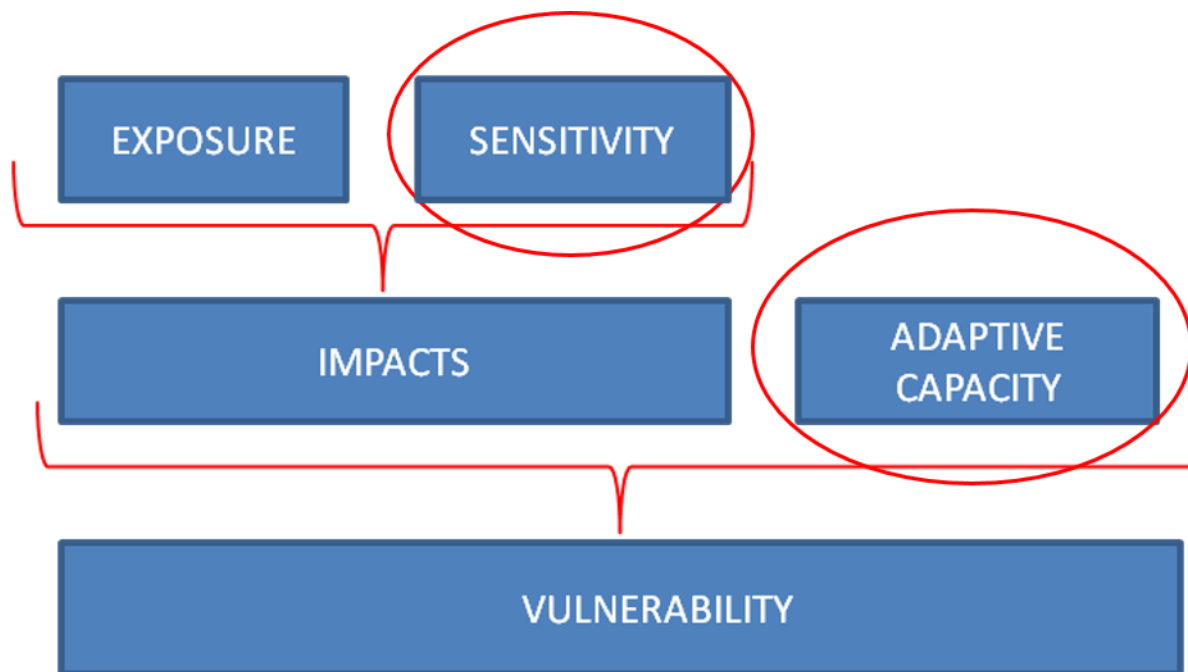 EXPOSURE
SENSITIVITY
IMPACTS
ADAPTIVE
CAPACITY
VULNERABILITY